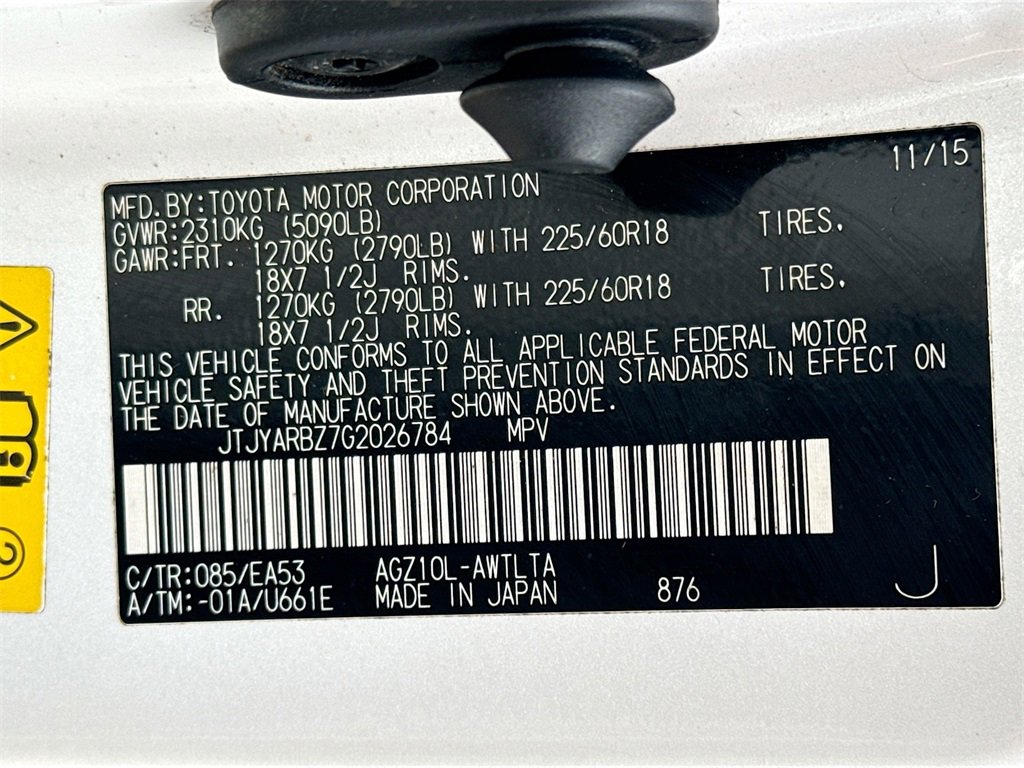 11/15
MFD.BY:TOYOTA MOTOR CORPORATION
GVWR:2310KG (5090LB)
GAWR:FRT. 1270KG (2790LB) WITH 225/60R18 TIRES.
18X7 1/2J RIMS.
RR. 1270KG (2790LB) WITH 225/60R18 TIRES.
18X7 1/2J RIMS.
THIS VEHICLE CONFORMS TO ALL APPLICABLE FEDERAL MOTOR
VEHICLE SAFETY AND THEFT PREVENTION STANDARDS IN EFFECT ON
THE DATE OF MANUFACTURE SHOWN ABOVE.
JTJYARBZ7G2026784 MPV
C/TR:085/EA53 AGZ10L-AWTLTA
A/TM:-01A/U661E MADE IN JAPAN 876
J
2